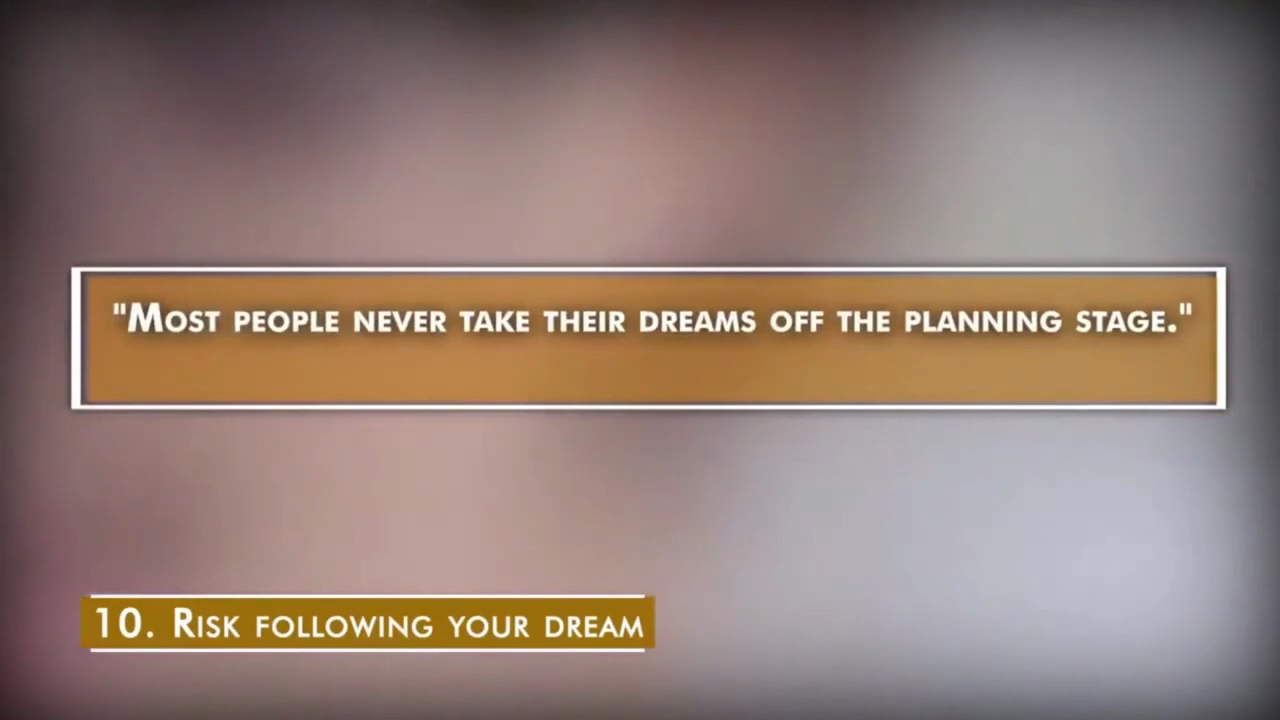 "Most people never take their dreams off the planning stage."
10. Risk following your dream